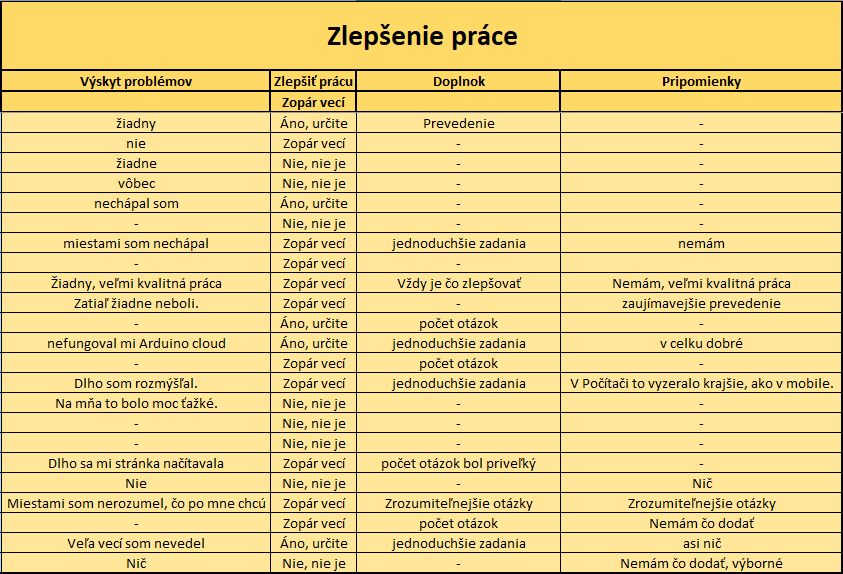 Zlepšenie práce
Výskyt problémov Zlepšiť prácu Doplnok Pripomienky
Zopár vecí
žiadny Áno, určite Prevedenie -
nie Zopár vecí - -
žiadne Nie, nie je - -
vôbec Nie, nie je - -
nechápal som Áno, určite - -
- Nie, nie je - -
miestami som nechápal Zopár vecí jednoduchšie zadania nemám
- Zopár vecí - -
Žiadny, veľmi kvalitná práca Zopár vecí Vždy je čo zlepšovať Nemám, veľmi kvalitná práca
Zatiaľ žiadne neboli. Zopár vecí - zaujímavejšie prevedenie
- Áno, určite počet otázok -
nefungoval mi Arduino cloud Áno, určite jednoduchšie zadania v celku dobré
- Zopár vecí počet otázok -
Dlho som rozmýšľal. Zopár vecí jednoduchšie zadania V Počítači to vyzeralo krajšie, ako v mobile.
Na mňa to bolo moc ťažké. Nie, nie je - -
- Nie, nie je - -
- Nie, nie je - -
Dlho sa mi stránka načítavala Zopár vecí počet otázok bol priveľký -
Nie Nie, nie je - Nič
Miestami som nerozumel, čo po mne chcú Zopár vecí Zrozumiteľnejšie otázky Zrozumiteľnejšie otázky
- Zopár vecí počet otázok Nemám čo dodať
Veľa vecí som nevedel Áno, určite jednoduchšie zadania asi nič
Nič Nie, nie je - Nemám čo dodať, výborné